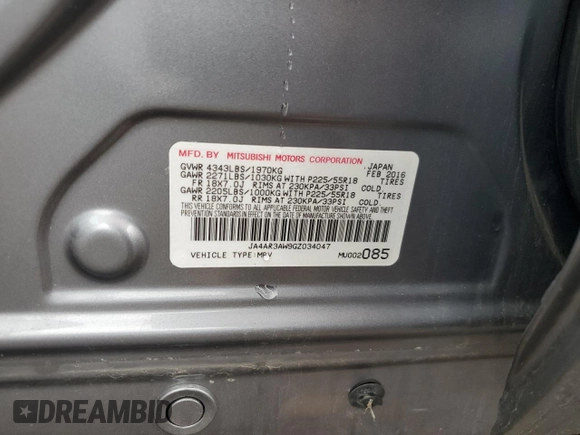 MFD. BY MITSUBISHI MOTORS CORPORATION JAPAN
GVWR 4343LBS/1970KG FEB 2016
GAWR 2271LBS/1030KG WITH P225/55R18 TIRES
FR 18X7.0J RIMS AT 230KPA/33PSI COLD
GAWR 2205LBS/1000KG WITH P225/55R18 TIRES
RR 18X7.0J RIMS AT 230KPA/33PSI COLD
THIS VEHICLE CONFORMS TO ALL APPLICABLE FEDERAL MOTOR VEHICLE SAFETY AND THEFT
PREVENTION STANDARDS IN EFFECT ON THE DATE OF MANUFACTURE SHOWN ABOVE.
JA4AR3AW9GZ034047
VEHICLE TYPE:MPV MU002085
DREAMBID